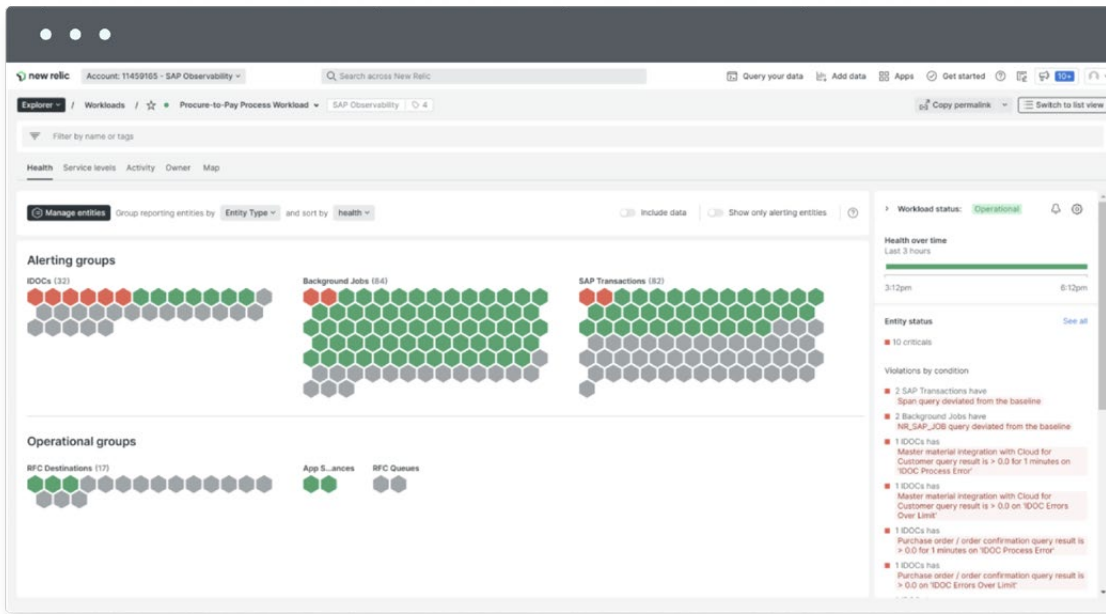 new relic
Account: 11459165 - SAP Observability
Search across New Relic
Query your data
Add data
Apps
Get started
10+
Explorer / Workloads / Procure-to-Pay Process Workload
SAP Observability
4
Copy permalink
Switch to list view
Filter by name or tags
Health Service levels Activity Owner Map
Manage entities Group reporting entities by Entity Type and sort by health
Include data
Show only alerting entities
Alerting groups
IDOCs (32)
Background Jobs (84)
SAP Transactions (82)
Operational groups
RFC Destinations (17)
App S...ances
RFC Queues
Workload status: Operational
Health over time
Last 3 hours
3:12pm 6:12pm
Entity status See all
10 criticals
Violations by condition
2 SAP Transactions have
Span query deviated from the baseline
2 Background Jobs have
NR_SAP_JOB query deviated from the baseline
1 IDOCs has
Master material integration with Cloud for
Customer query result is > 0.0 for 1 minutes on
'IDOC Process Error'
1 IDOCs has
Master material integration with Cloud for
Customer query result is > 0.0 on 'IDOC Errors
Over Limit'
1 IDOCs has
Purchase order / order confirmation query result is
> 0.0 for 1 minutes on 'IDOC Process Error'
1 IDOCs has
Purchase order / order confirmation query result is
> 0.0 on 'IDOC Errors Over Limit'